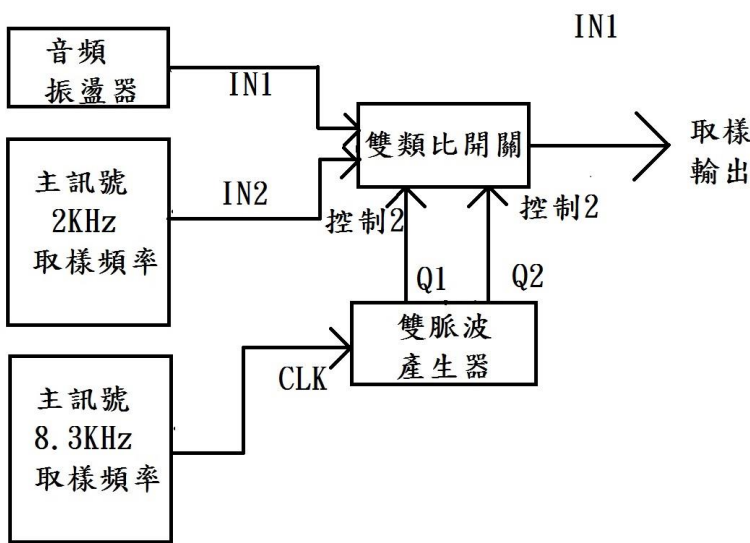 IN1
音頻
振盪器
IN1
雙類比開關
取樣
輸出
主訊號
2KHz
取樣頻率
IN2
控制2
控制2
Q1
Q2
雙脈波
產生器
CLK
主訊號
8.3KHz
取樣頻率